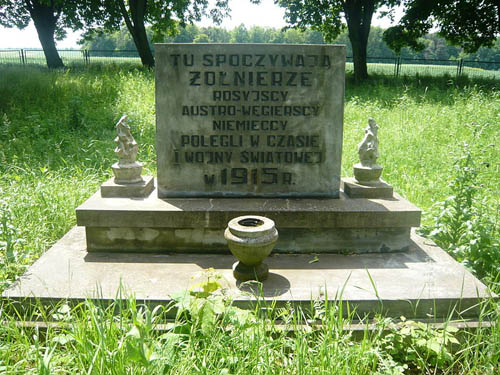 TU SPOCZYWAJĄ
ŻOŁNIERZE
ROSYJSCY
AUSTRO-WĘGIERSCY
NIEMIECCY
POLEGLI W CZASIE
I WOJNY ŚWIATOWEJ
W 1915 R.